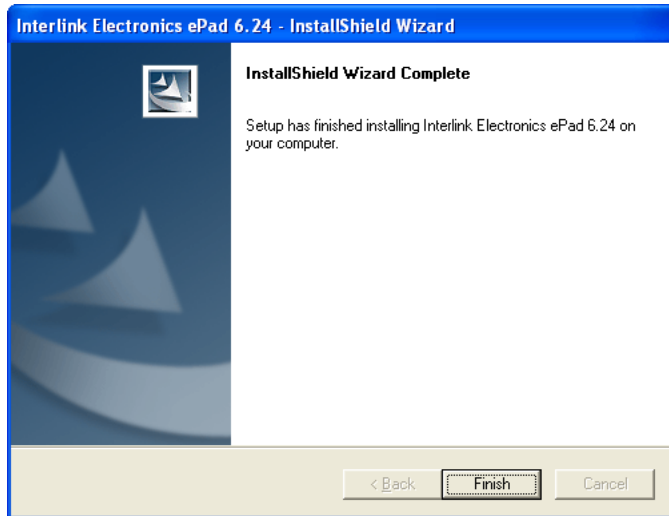 Interlink Electronics ePad 6.24 - InstallShield Wizard
InstallShield Wizard Complete
Setup has finished installing Interlink Electronics ePad 6.24 on
your computer.
< Back
Finish
Cancel